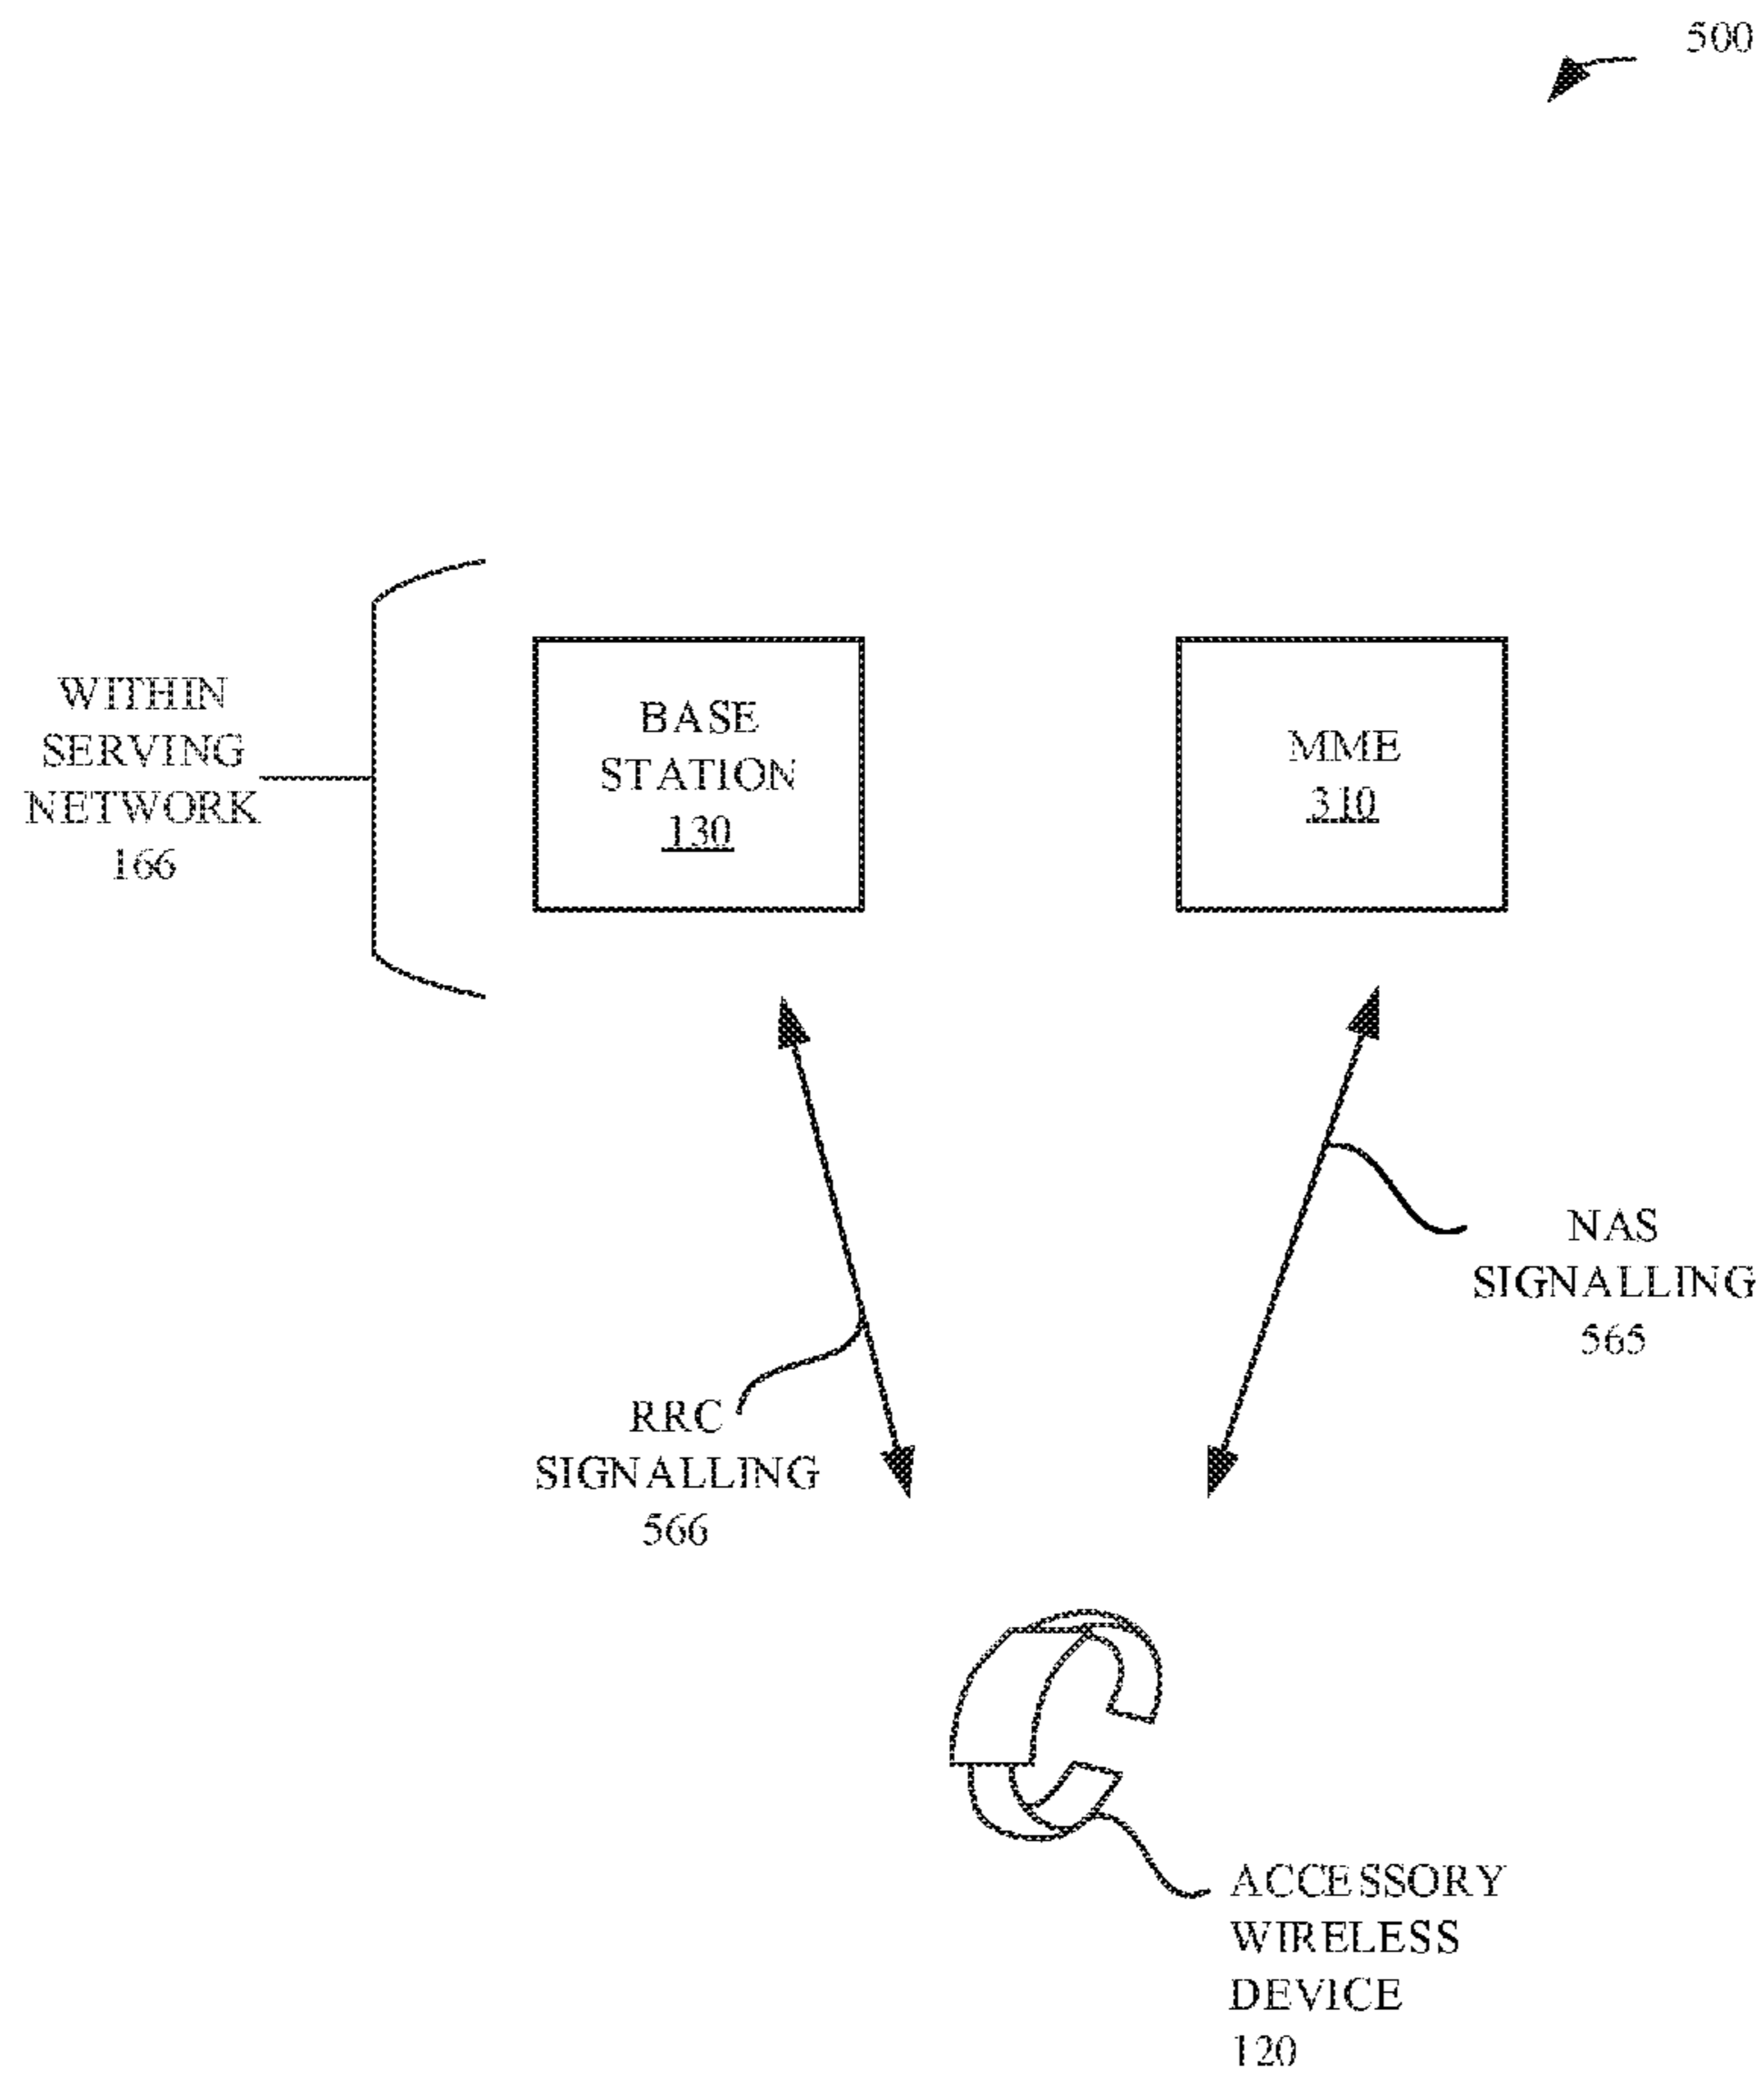 500
WITHIN
SERVING
NETWORK
166
BASE
STATION
130
MME
310
NAS
SIGNALLING
565
RRC
SIGNALLING
566
ACCESSORY
WIRELESS
DEVICE
120